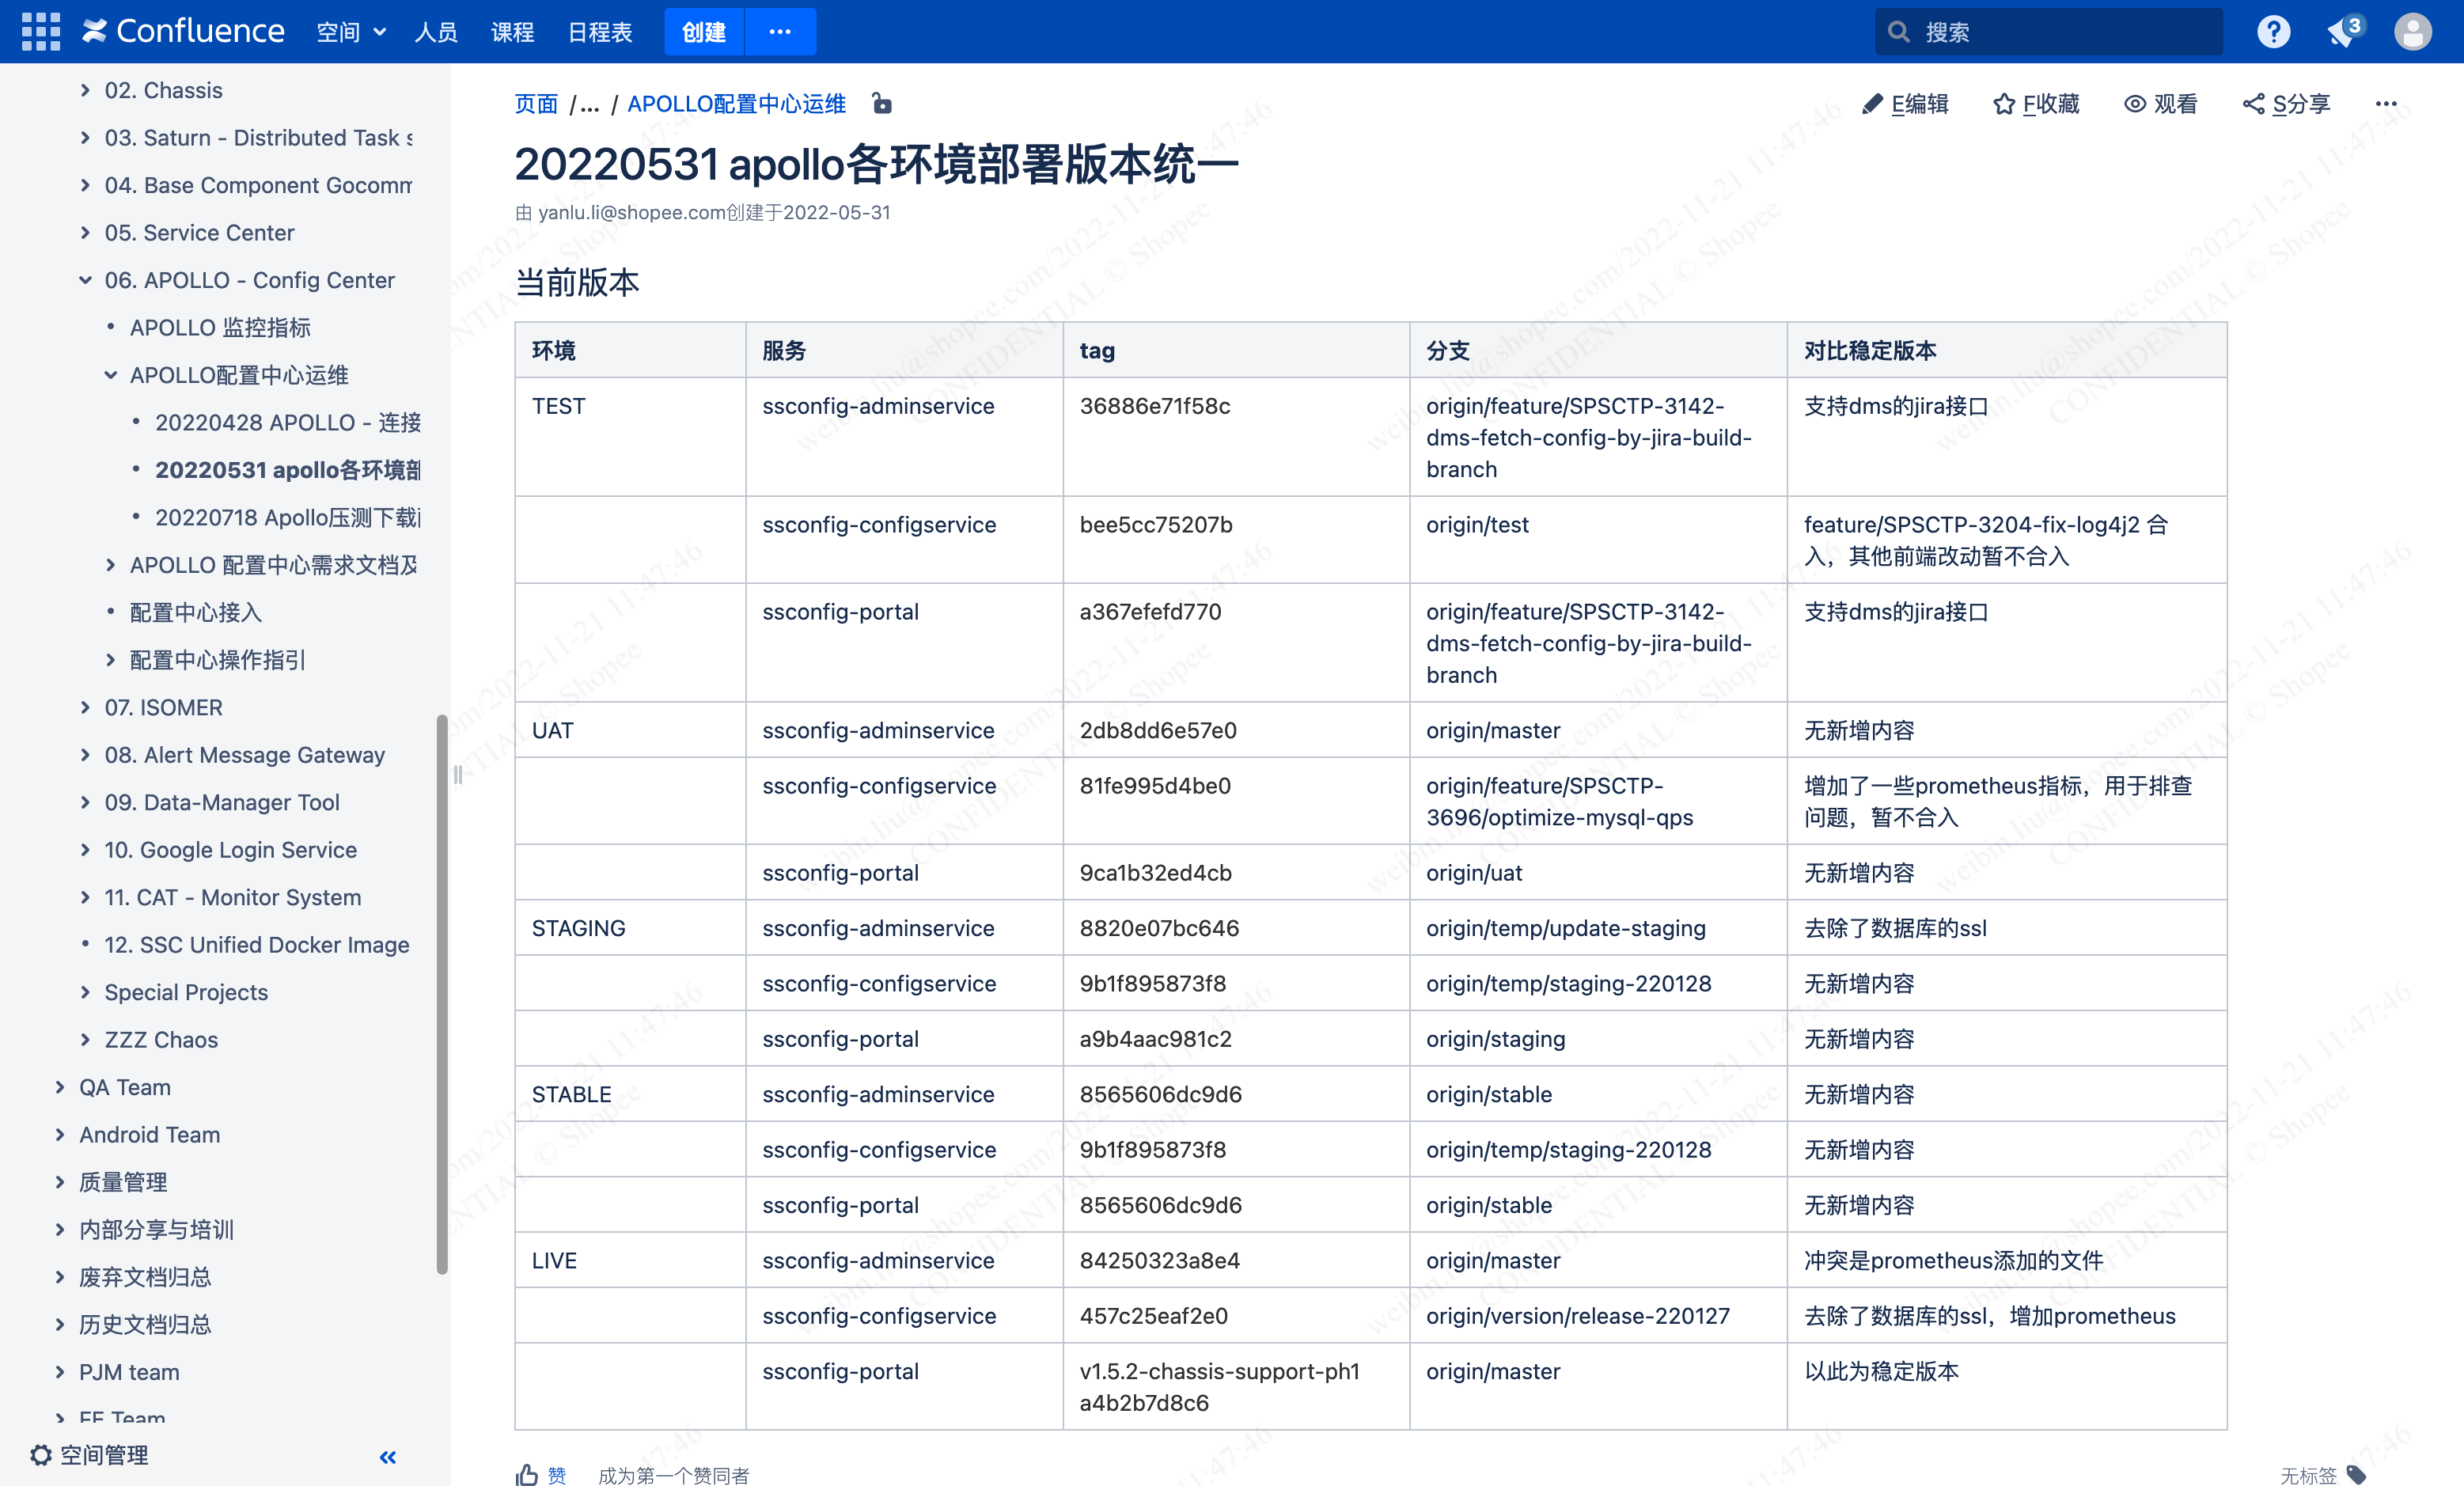 Confluence 空间 人员 课程 日程表 创建 ··· 搜索 3
02. Chassis
03. Saturn - Distributed Task s
04. Base Component Gocomm
05. Service Center
06. APOLLO - Config Center
APOLLO 监控指标
APOLLO配置中心运维
20220428 APOLLO - 连接
20220531 apollo各环境部
20220718 Apollo压测下载
APOLLO 配置中心需求文档及
配置中心接入
配置中心操作指引
07. ISOMER
08. Alert Message Gateway
09. Data-Manager Tool
10. Google Login Service
11. CAT - Monitor System
12. SSC Unified Docker Image
Special Projects
ZZZ Chaos
QA Team
Android Team
质量管理
内部分享与培训
废弃文档归总
历史文档归总
PJM team
FE Team
空间管理
页面 /... / APOLLO配置中心运维
E编辑 F收藏 观看 S分享 ···
20220531 apollo各环境部署版本统一
由 yanlu.li@shopee.com创建于2022-05-31
当前版本
环境 服务 tag 分支 对比稳定版本
TEST ssconfig-adminservice 36886e71f58c origin/feature/SPSCTP-3142- 支持dms的jira接口
dms-fetch-config-by-jira-build-
branch
ssconfig-configservice bee5cc75207b origin/test feature/SPSCTP-3204-fix-log4j2 合
入，其他前端改动暂不合入
ssconfig-portal a367efefd770 origin/feature/SPSCTP-3142- 支持dms的jira接口
dms-fetch-config-by-jira-build-
branch
UAT ssconfig-adminservice 2db8dd6e57e0 origin/master 无新增内容
ssconfig-configservice 81fe995d4be0 origin/feature/SPSCTP- 增加了一些prometheus指标，用于排查
3696/optimize-mysql-qps 问题，暂不合入
ssconfig-portal 9ca1b32ed4cb origin/uat 无新增内容
STAGING ssconfig-adminservice 8820e07bc646 origin/temp/update-staging 去除了数据库的ssl
ssconfig-configservice 9b1f895873f8 origin/temp/staging-220128 无新增内容
ssconfig-portal a9b4aac981c2 origin/staging 无新增内容
STABLE ssconfig-adminservice 8565606dc9d6 origin/stable 无新增内容
ssconfig-configservice 9b1f895873f8 origin/temp/staging-220128 无新增内容
ssconfig-portal 8565606dc9d6 origin/stable 无新增内容
LIVE ssconfig-adminservice 84250323a8e4 origin/master 冲突是prometheus添加的文件
ssconfig-configservice 457c25eaf2e0 origin/version/release-220127 去除了数据库的ssl，增加prometheus
ssconfig-portal v1.5.2-chassis-support-ph1 origin/master 以此为稳定版本
a4b2b7d8c6
赞 成为第一个赞同者 无标签
weibin.liu@shopee.com/2022-11-21 11:47:46
CONFIDENTIAL © Shopee